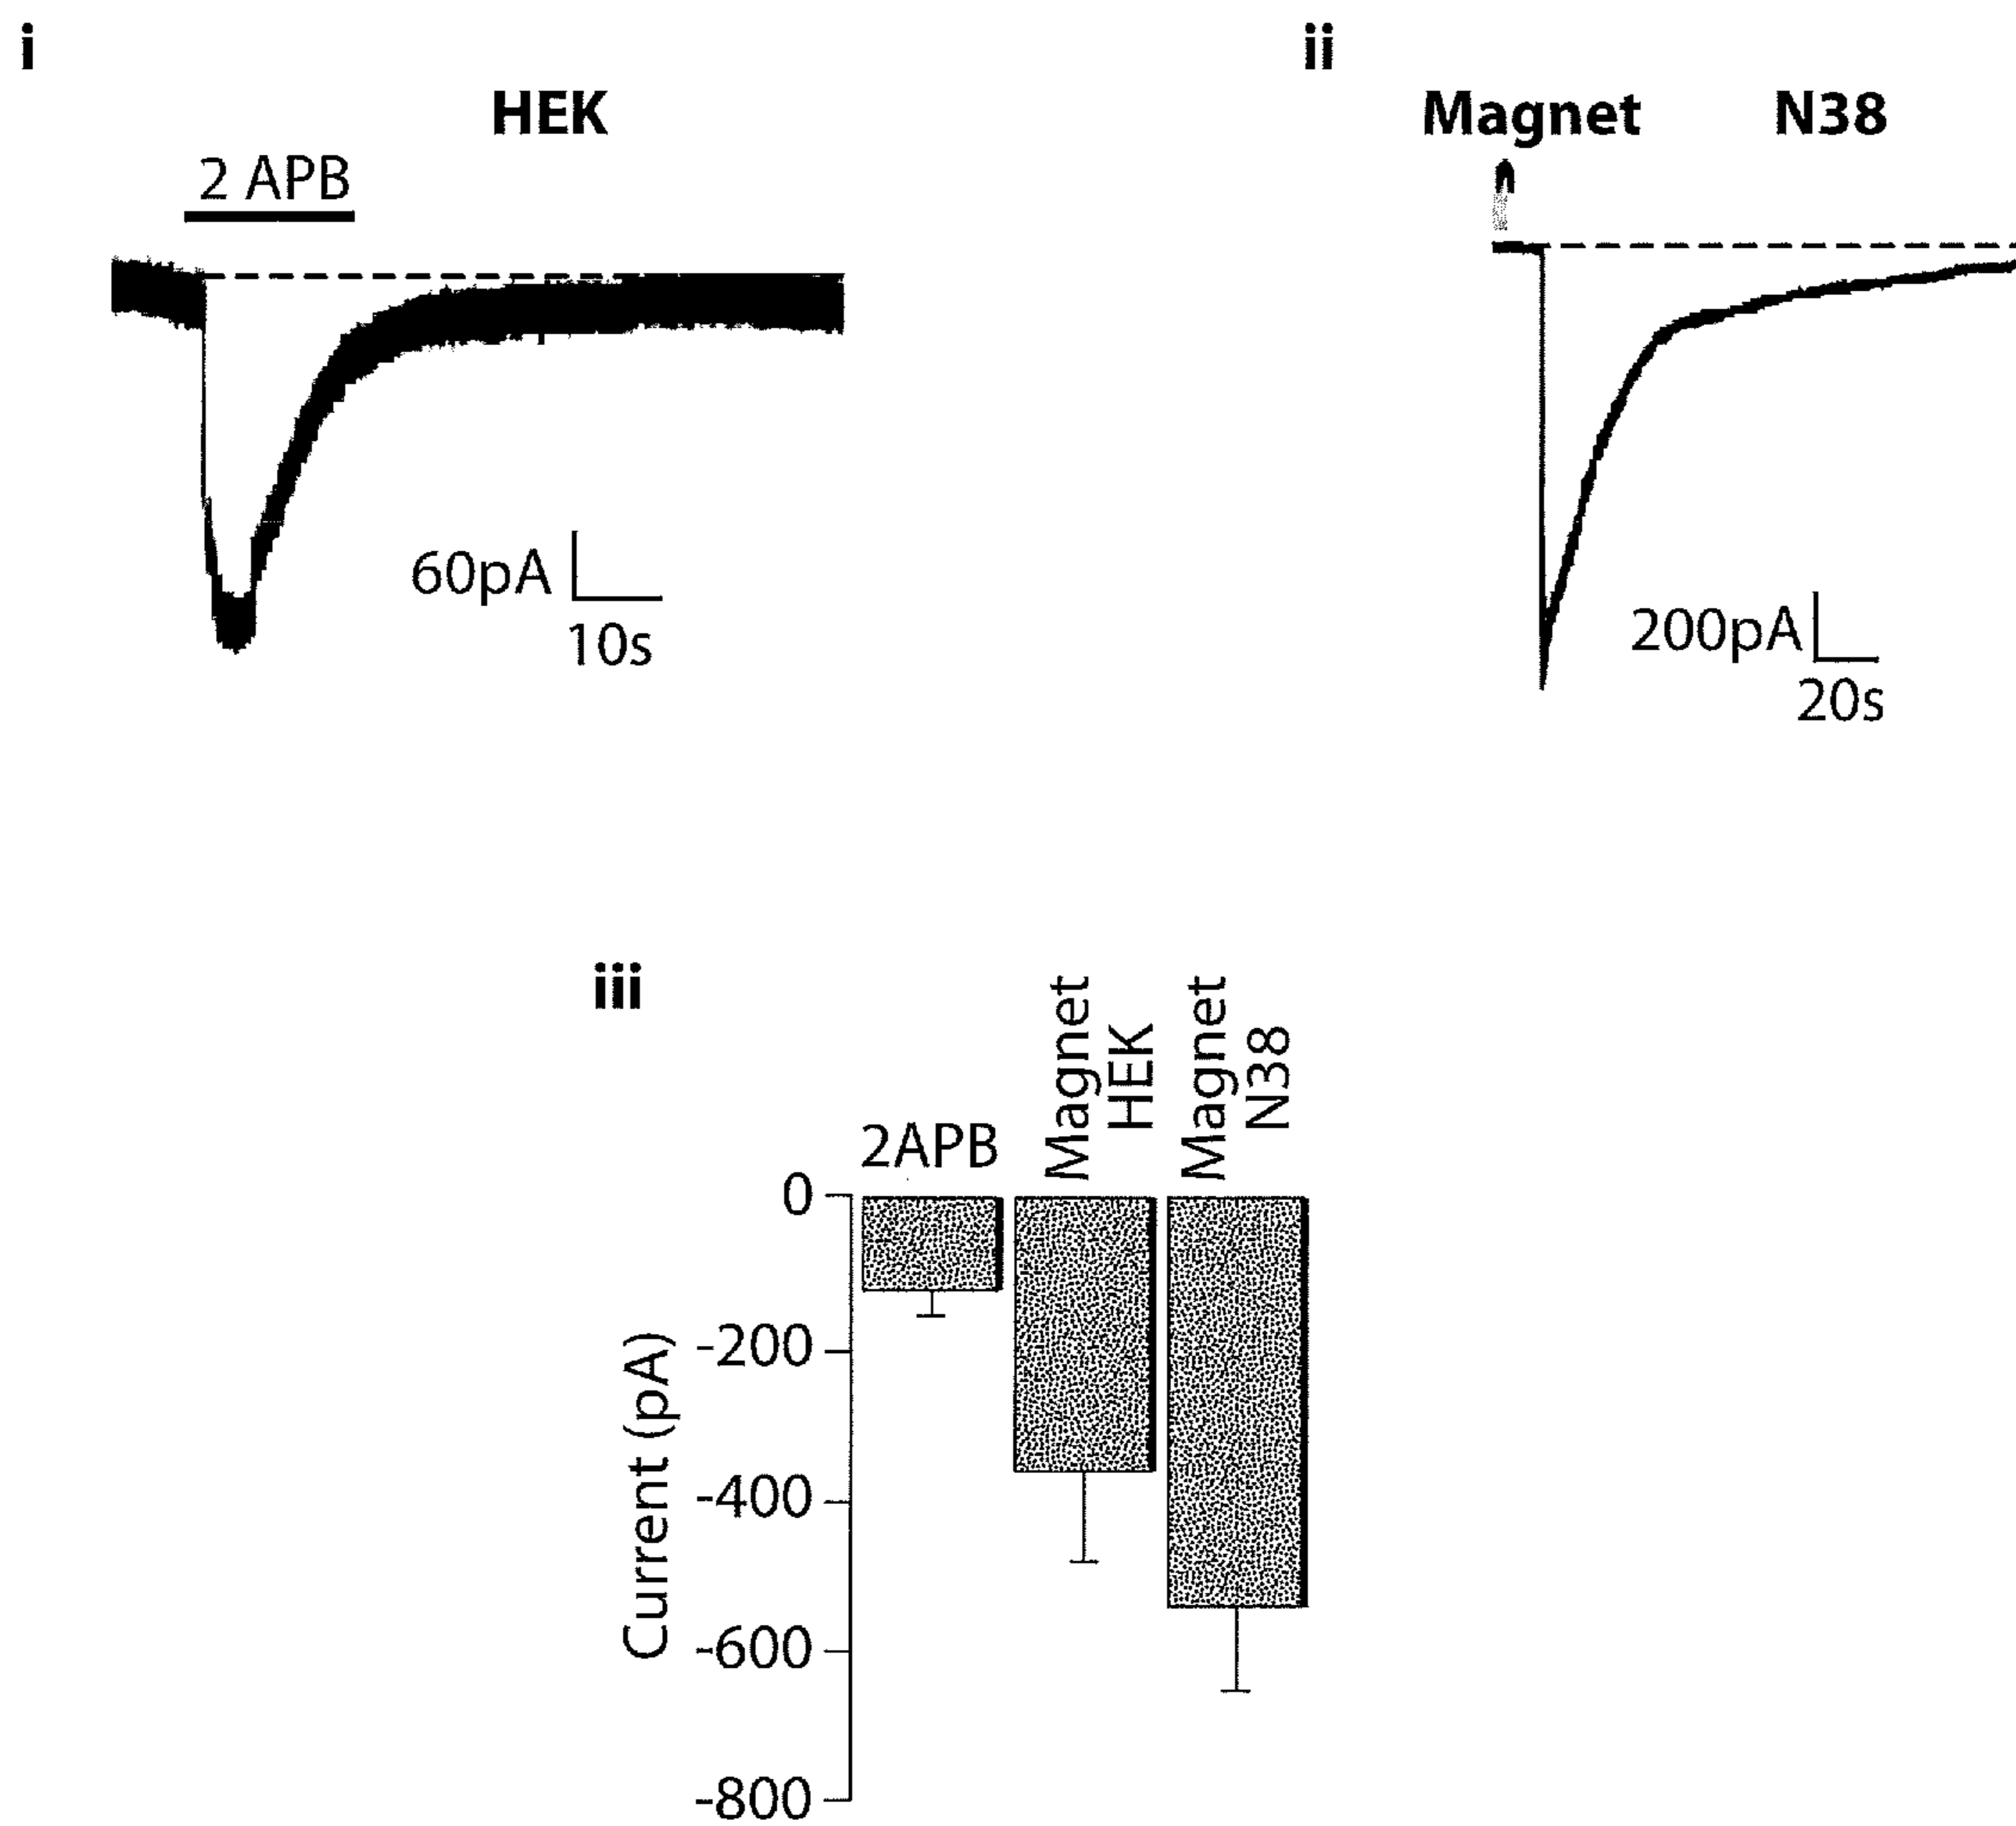 i
HEK
2 APB
60pA
10s
ii
Magnet N38
200pA
20s
iii
2APB
Magnet
HEK
Magnet
N38
Current (pA)
0
-200
-400
-600
-800